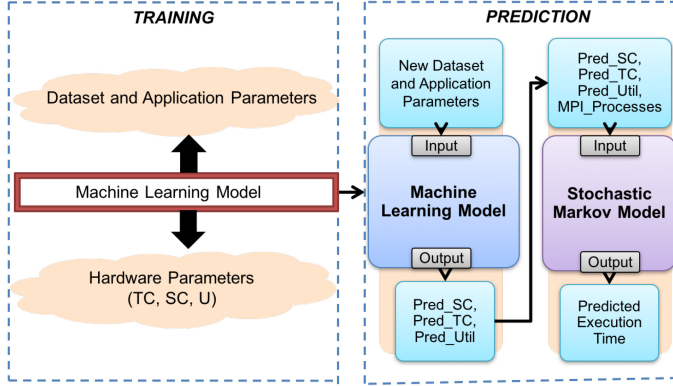 TRAINING
Dataset and Application Parameters
Machine Learning Model
Hardware Parameters
(TC, SC, U)
PREDICTION
New Dataset
and Application
Parameters
Input
Machine
Learning Model
Output
Pred_SC,
Pred_TC,
Pred_Util
Pred_SC,
Pred_TC,
Pred_Util,
MPI_Processes
Input
Stochastic
Markov Model
Output
Predicted
Execution
Time